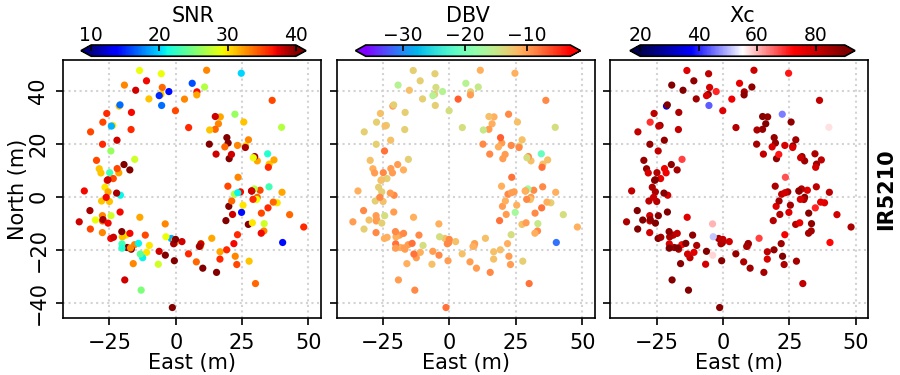 SNR DBV Xc
10 20 30 40 −30 −20 −10 20 40 60 80
North (m)
40
20
0
−20
−40
−25 0 25 50 −25 0 25 50 −25 0 25 50
East (m) East (m) East (m)
IR5210